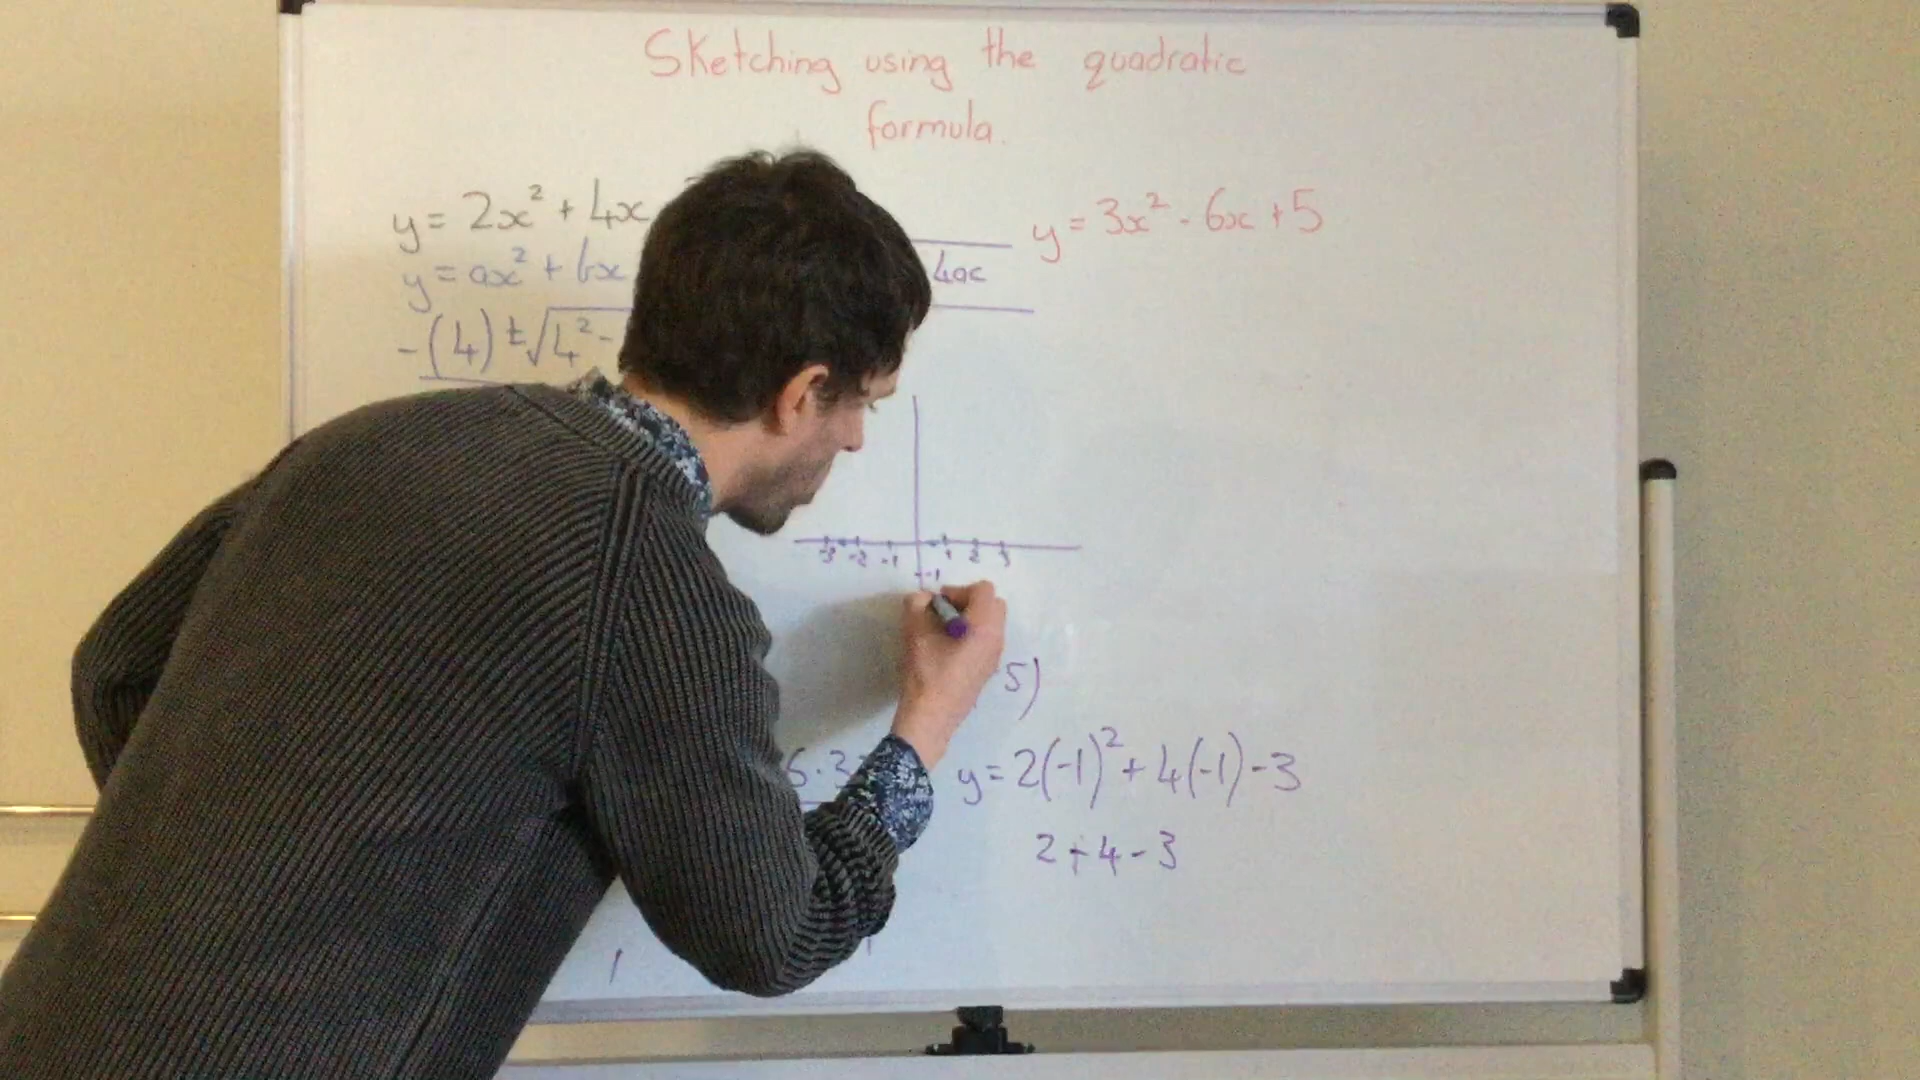 Sketching using the quadratic
formula.
y = 2x² + 4x
y = ax² + bx
4ac
-(4) ± √4² -
y = 3x² - 6x + 5
-3 -2 -1 1 2 3
-1
5)
6.32
y = 2(-1)² + 4(-1) - 3
2 + 4 - 3